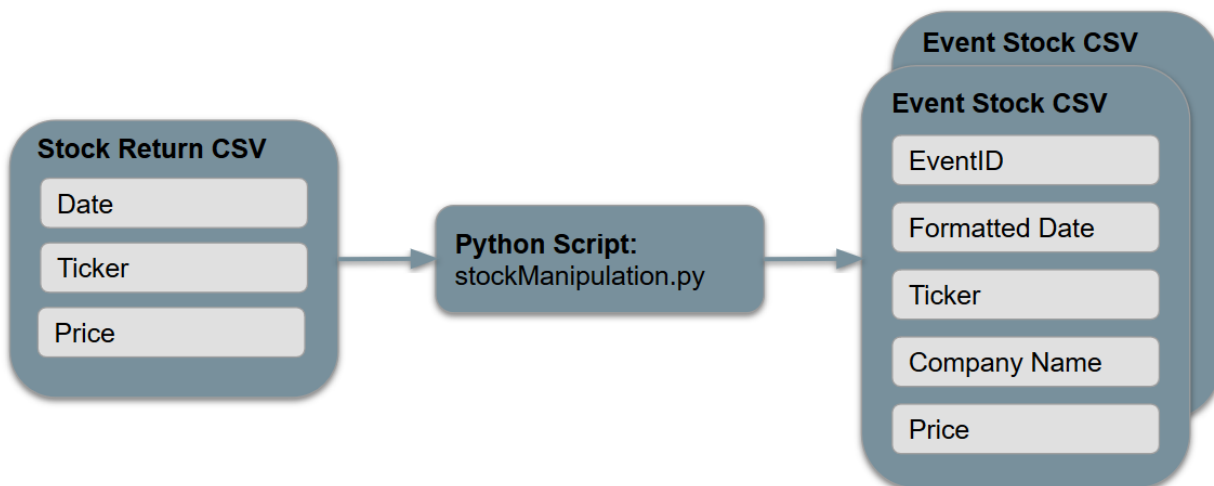 Stock Return CSV
Date
Ticker
Price
Python Script:
stockManipulation.py
Event Stock CSV
Event Stock CSV
EventID
Formatted Date
Ticker
Company Name
Price